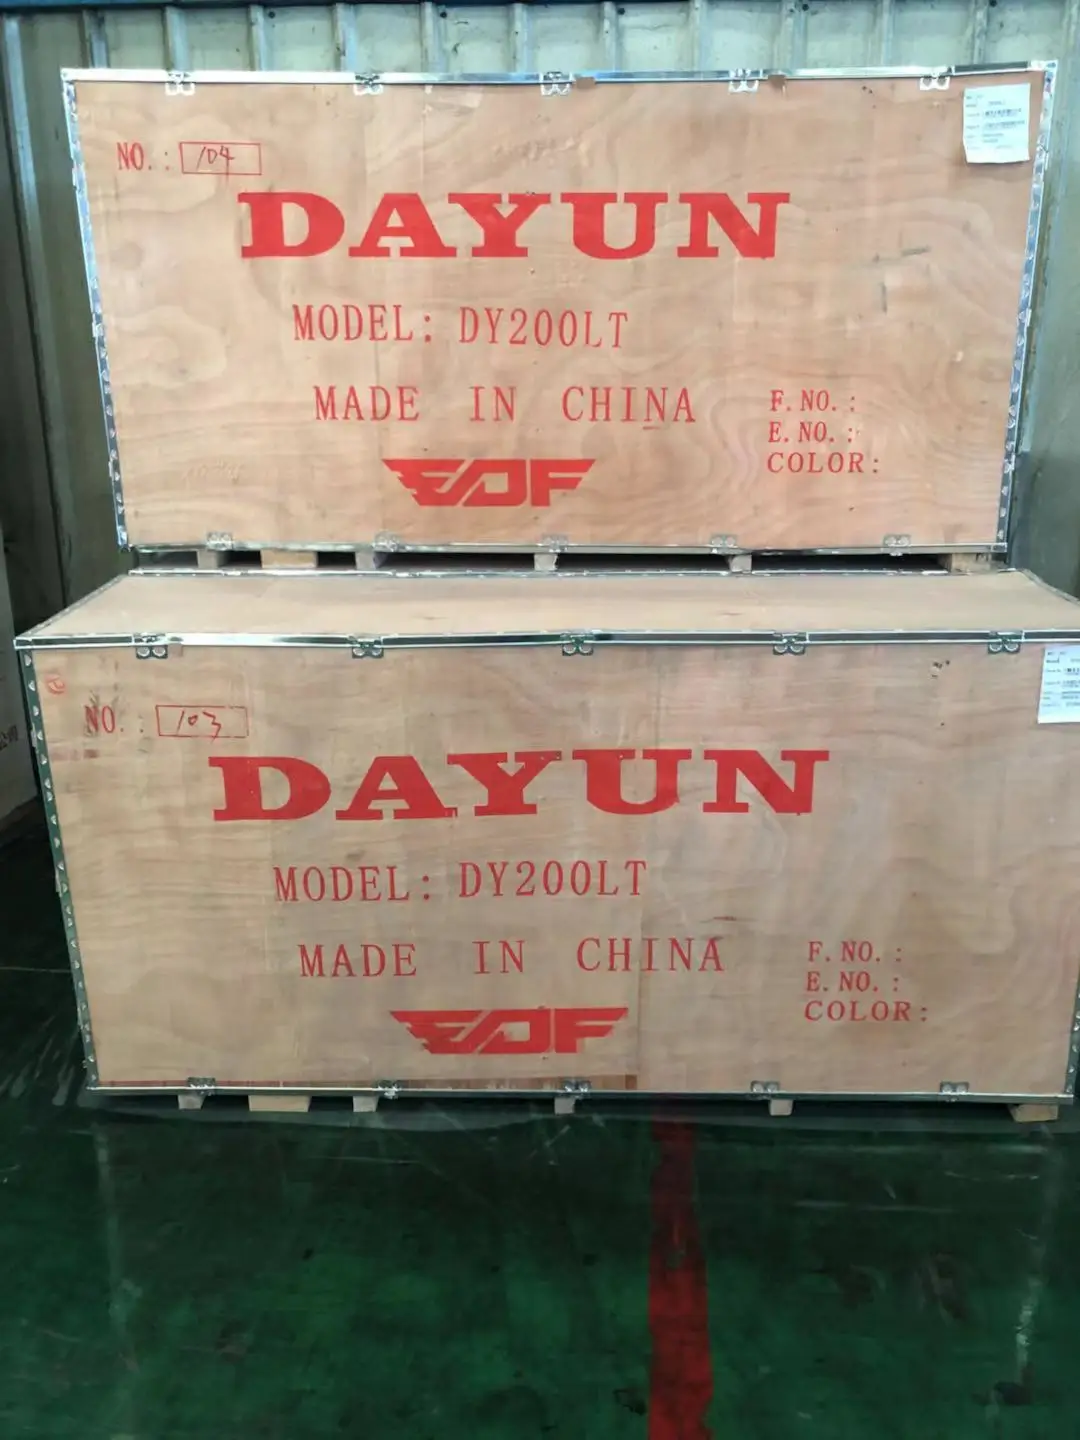 NO.: 104
DAYUN
MODEL: DY200LT
MADE IN CHINA
F. NO. :
E. NO. :
COLOR:
NO.: 103
DAYUN
MODEL: DY200LT
MADE IN CHINA
F. NO. :
E. NO. :
COLOR: